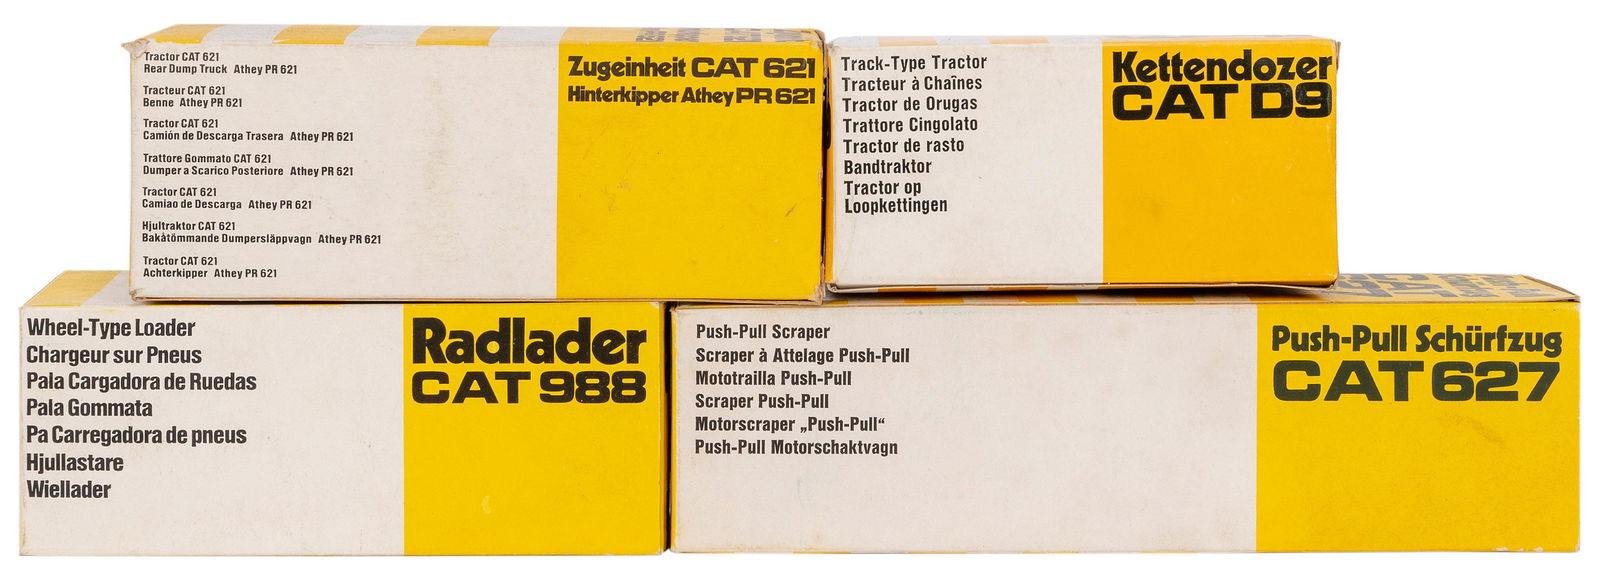 Tractor CAT 621
Rear Dump Truck Athey PR 621
Tracteur CAT 621
Benne Athey PR 621
Tractor CAT 621
Camión de Descarga Trasera Athey PR 621
Trattore Gommato CAT 621
Dumper a Scarico Posteriore Athey PR 621
Tractor CAT 621
Camiao de Descarga Athey PR 621
Hjultraktor CAT 621
Bakåtömmande Dumpersläppvagn Athey PR 621
Tractor CAT 621
Achterkipper Athey PR 621
Zugeinheit CAT 621
Hinterkipper Athey PR 621
Track-Type Tractor
Tracteur à Chaînes
Tractor de Orugas
Trattore Cingolato
Tractor de rasto
Bandtraktor
Tractor op
Loopkettingen
Kettendozer
CAT D9
Wheel-Type Loader
Chargeur sur Pneus
Pala Cargadora de Ruedas
Pala Gommata
Pa Carregadora de pneus
Hjullastare
Wiellader
Radlader
CAT 988
Push-Pull Scraper
Scraper à Attelage Push-Pull
Mototrailla Push-Pull
Scraper Push-Pull
Motorscraper „Push-Pull“
Push-Pull Motorschaktvagn
CAT
627
Push-Pull Schürfzug
CAT 627